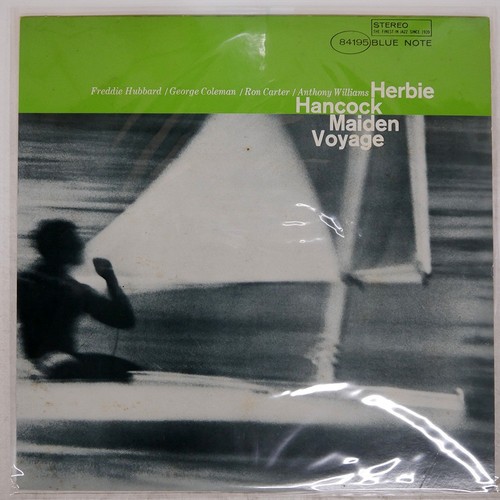 STEREO
THE FINEST IN JAZZ SINCE 1939
84195 BLUE NOTE
Freddie Hubbard / George Coleman / Ron Carter / Anthony Williams Herbie
Hancock
Maiden
Voyage